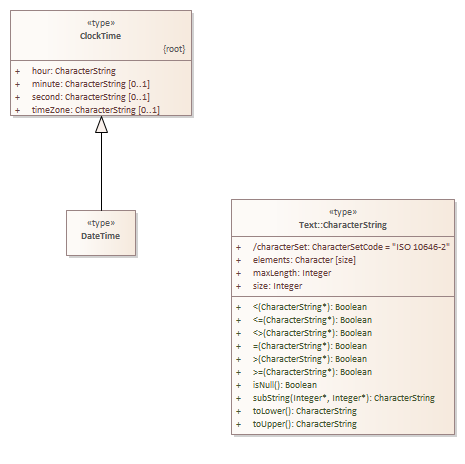 «type»
ClockTime
{root}
+ hour: CharacterString
+ minute: CharacterString [0..1]
+ second: CharacterString [0..1]
+ timeZone: CharacterString [0..1]
«type»
DateTime
«type»
Text::CharacterString
+ /characterSet: CharacterSetCode = "ISO 10646-2"
+ elements: Character [size]
+ maxLength: Integer
+ size: Integer
+ <(CharacterString*): Boolean
+ <=(CharacterString*): Boolean
+ <>(CharacterString*): Boolean
+ =(CharacterString*): Boolean
+ >(CharacterString*): Boolean
+ >=(CharacterString*): Boolean
+ isNull(): Boolean
+ subString(Integer*, Integer*): CharacterString
+ toLower(): CharacterString
+ toUpper(): CharacterString